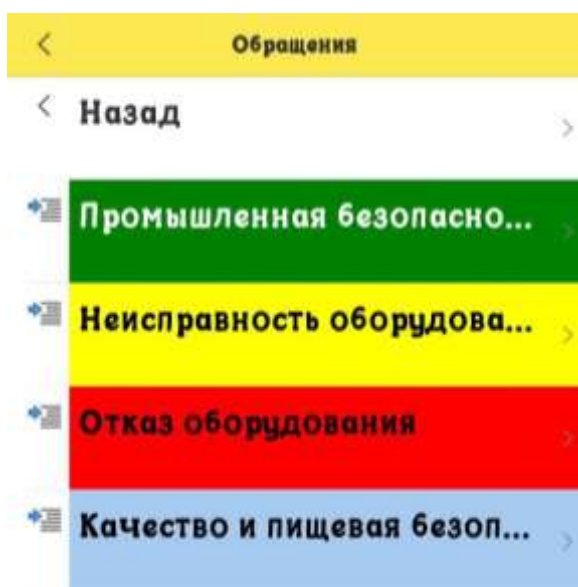 Обращения
Назад
Промышленная безопасно...
Неисправность оборудова...
Отказ оборудования
Качество и пищевая безоп...